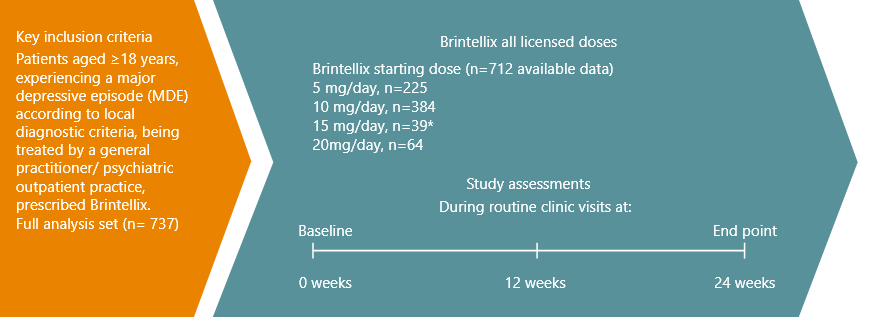 Key inclusion criteria
Patients aged ≥18 years,
experiencing a major
depressive episode (MDE)
according to local
diagnostic criteria, being
treated by a general
practitioner/ psychiatric
outpatient practice,
prescribed Brintellix.
Full analysis set (n= 737)
Brintellix all licensed doses
Brintellix starting dose (n=712 available data)
5 mg/day, n=225
10 mg/day, n=384
15 mg/day, n=39*
20mg/day, n=64
Study assessments
During routine clinic visits at:
Baseline
End point
0 weeks
12 weeks
24 weeks